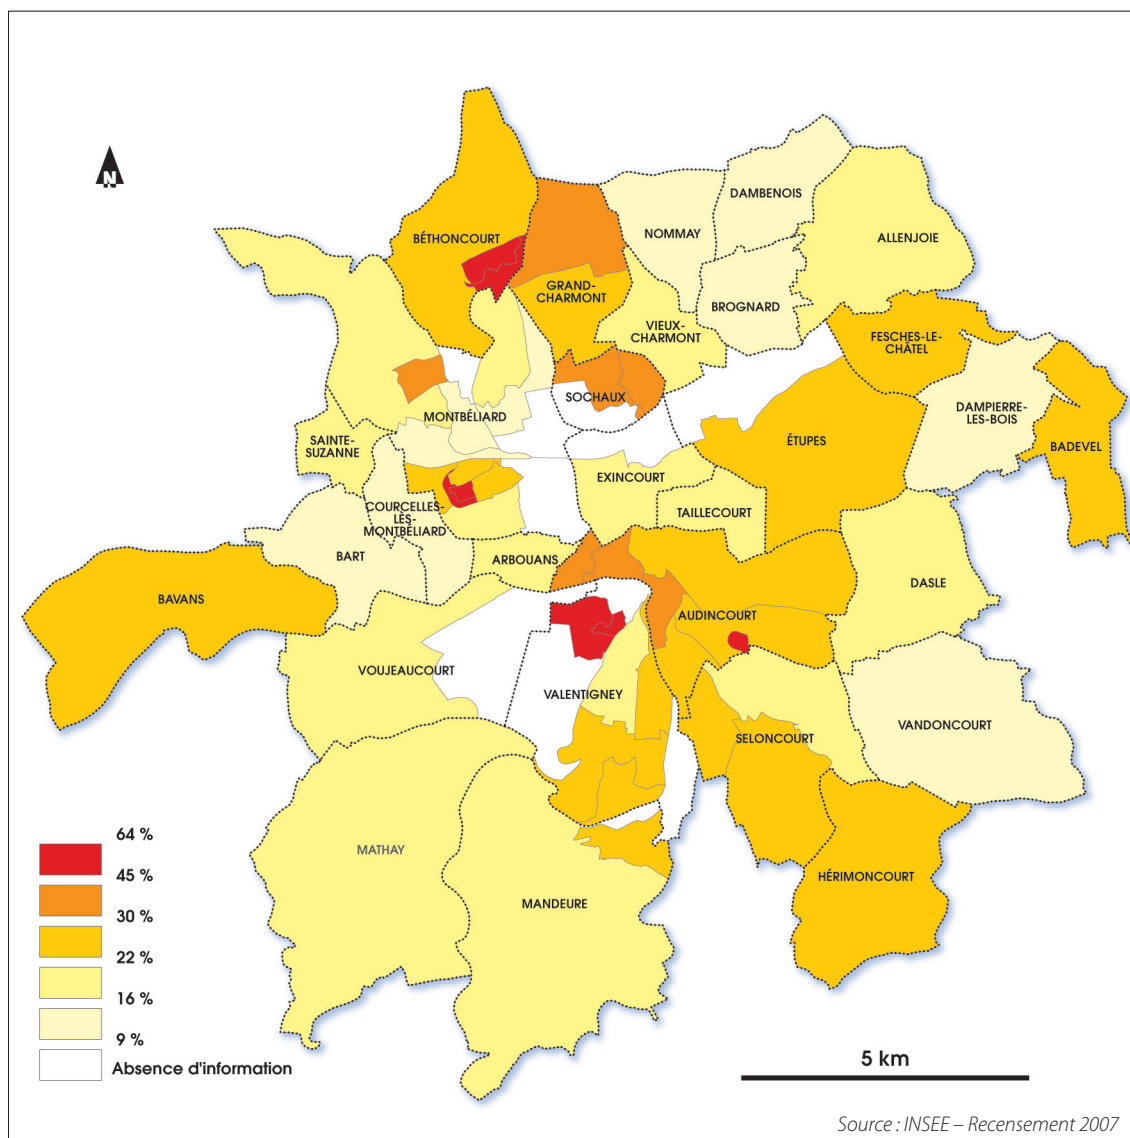 N
DAMBENOIS
NOMMAY
BÉTHONCOURT
ALLENJOIE
GRAND-
CHARMONT
BROGNARD
VIEUX-
CHARMONT
FESCHES-LE-
CHÂTEL
SOCHAUX
MONTBÉLIARD
DAMPIERRE-
LES-BOIS
ÉTUPES
SAINTE-
SUZANNE
BADEVEL
EXINCOURT
TAILLECOURT
COURCELLES-
LÈS-
MONTBÉLIARD
BART
ARBOUANS
DASLE
BAVANS
AUDINCOURT
VOUJEAUCOURT
VALENTIGNEY
VANDONCOURT
SELONCOURT
MATHAY
HÉRIMONCOURT
MANDEURE
64 %
45 %
30 %
22 %
16 %
9 %
Absence d'information
5 km
Source : INSEE – Recensement 2007